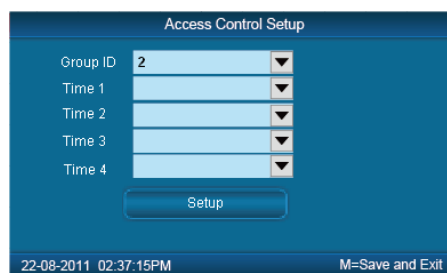 Access Control Setup
Group ID 2
Time 1
Time 2
Time 3
Time 4
Setup
22-08-2011 02:37:15PM M=Save and Exit